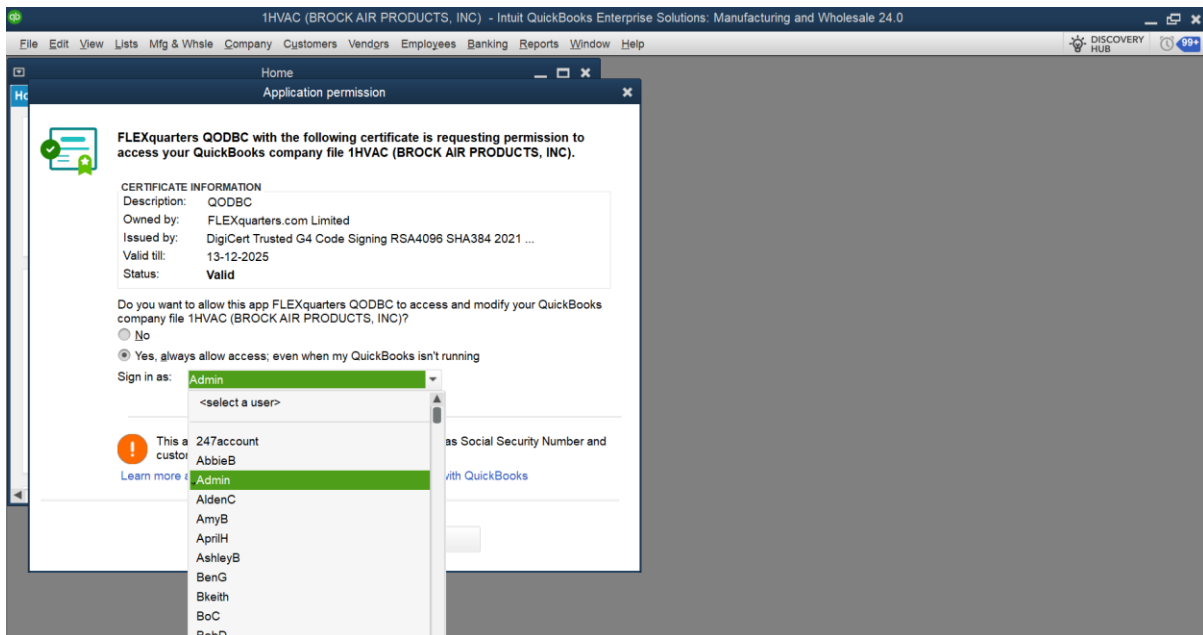 qb 1HVAC (BROCK AIR PRODUCTS, INC) - Intuit QuickBooks Enterprise Solutions: Manufacturing and Wholesale 24.0
File Edit View Lists Mfg & Whsle Company Customers Vendors Employees Banking Reports Window Help DISCOVERY HUB 99+
Home
Application permission
FLEXquarters QODBC with the following certificate is requesting permission to
access your QuickBooks company file 1HVAC (BROCK AIR PRODUCTS, INC).
CERTIFICATE INFORMATION
Description: QODBC
Owned by: FLEXquarters.com Limited
Issued by: DigiCert Trusted G4 Code Signing RSA4096 SHA384 2021 ...
Valid till: 13-12-2025
Status: Valid
Do you want to allow this app FLEXquarters QODBC to access and modify your QuickBooks
company file 1HVAC (BROCK AIR PRODUCTS, INC)?
No
Yes, always allow access; even when my QuickBooks isn't running
Sign in as: Admin
<select a user>
This a as Social Security Number and
custor
Learn more a with QuickBooks
247account
AbbieB
Admin
AldenC
AmyB
AprilH
AshleyB
BenG
Bkeith
BoC